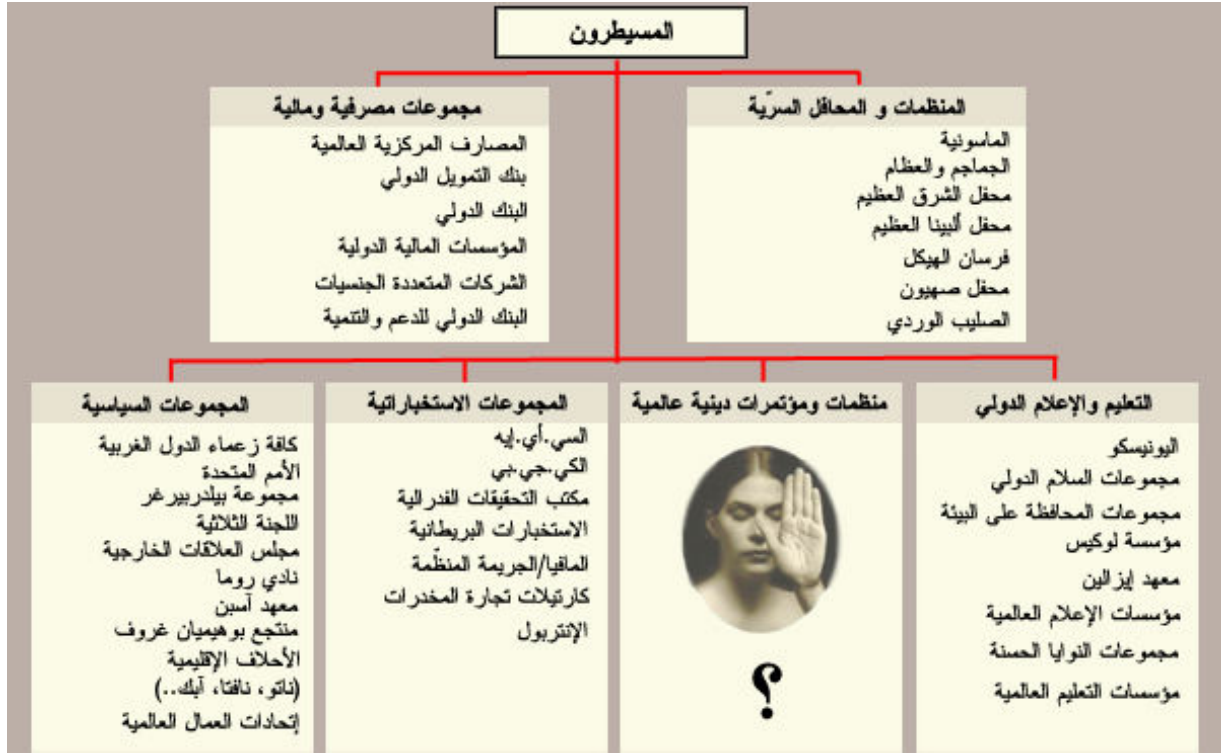 المسيطرون
المنظمات و المحافل السرّية
الماسونية
الجماجم والعظام
محفل الشرق العظيم
محفل ألبينا العظيم
فرسان الهيكل
محفل صهيون
الصليب الوردي
مجموعات مصرفية ومالية
المصارف المركزية العالمية
بنك التمويل الدولي
البنك الدولي
المؤسسات المالية الدولية
الشركات المتعددة الجنسيات
البنك الدولي للدعم والتنمية
التعليم والإعلام الدولي
اليونيسكو
مجموعات السلام الدولي
مجموعات المحافظة على البيئة
مؤسسة لوكيس
معهد إيزالين
مؤسسات الإعلام العالمية
مجموعات النوايا الحسنة
مؤسسات التعليم العالمية
منظمات ومؤتمرات دينية عالمية
؟
المجموعات الاستخباراتية
السي.أي.إيه
الكي.جي.بي
مكتب التحقيقات الفدرالية
الاستخبارات البريطانية
المافيا/الجريمة المنظّمة
كارتيلات تجارة المخدرات
الإنتربول
المجموعات السياسية
كافة زعماء الدول الغربية
الأمم المتحدة
مجموعة بيلدربيرغر
اللجنة الثلاثية
مجلس العلاقات الخارجية
نادي روما
معهد آسبن
منتجع بوهيميان غروف
الأحلاف الإقليمية
(ناتو، نافتا، آبك..)
إتحادات العمال العالمية